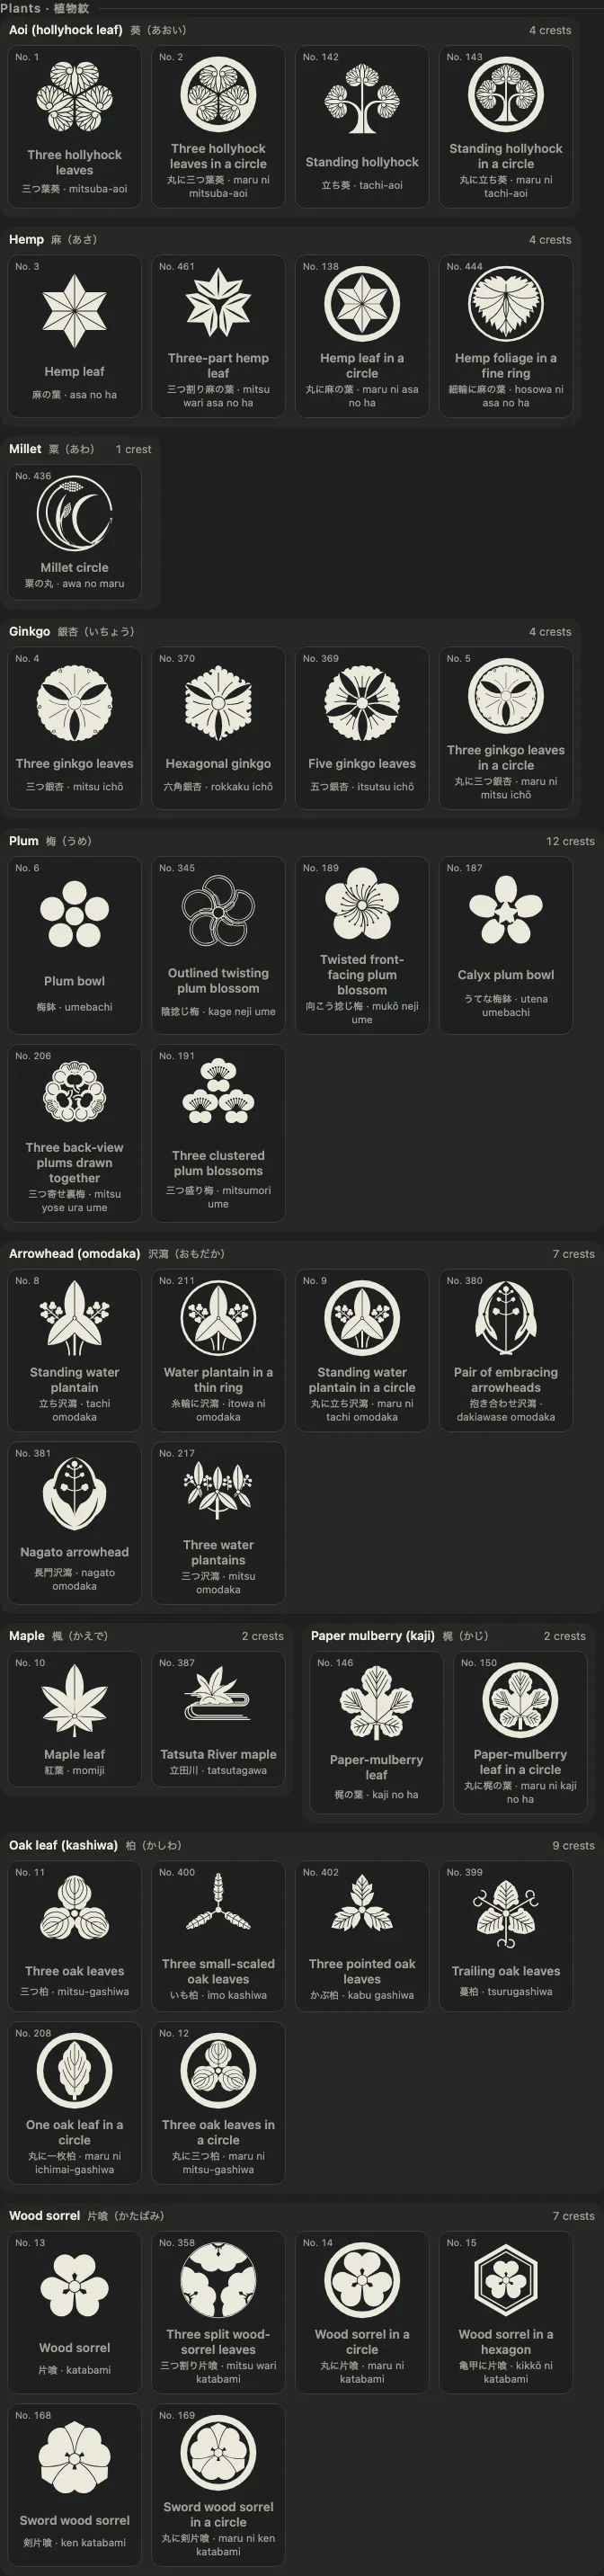 Plants · 植物紋
Aoi (hollyhock leaf) 葵（あおい） 4 crests
No. 1
Three hollyhock
leaves
三つ葉葵 · mitsuba-aoi
No. 2
Three hollyhock
leaves in a circle
丸に三つ葉葵 · maru ni
mitsuba-aoi
No. 142
Standing hollyhock
立ち葵 · tachi-aoi
No. 143
Standing hollyhock
in a circle
丸に立ち葵 · maru ni
tachi-aoi
Hemp 麻（あさ） 4 crests
No. 3
Hemp leaf
麻の葉 · asa no ha
No. 461
Three-part hemp
leaf
三つ割り麻の葉 · mitsu
wari asa no ha
No. 138
Hemp leaf in a
circle
丸に麻の葉 · maru ni asa
no ha
No. 444
Hemp foliage in a
fine ring
細輪に麻の葉 · hosowa ni
asa no ha
Millet 粟（あわ） 1 crest
No. 436
Millet circle
粟の丸 · awa no maru
Ginkgo 銀杏（いちょう） 4 crests
No. 4
Three ginkgo leaves
三つ銀杏 · mitsu ichō
No. 370
Hexagonal ginkgo
六角銀杏 · rokkaku ichō
No. 369
Five ginkgo leaves
五つ銀杏 · itsutsu ichō
No. 5
Three ginkgo leaves
in a circle
丸に三つ銀杏 · maru ni
mitsu ichō
Plum 梅（うめ） 12 crests
No. 6
Plum bowl
梅鉢 · umebachi
No. 345
Outlined twisting
plum blossom
陰捻じ梅 · kage neji ume
No. 189
Twisted front-
facing plum
blossom
向こう捻じ梅 · mukō neji
ume
No. 187
Calyx plum bowl
うてな梅鉢 · utena
umebachi
No. 206
Three back-view
plums drawn
together
三つ寄せ裏梅 · mitsu
yose ura ume
No. 191
Three clustered
plum blossoms
三つ盛り梅 · mitsumori
ume
Arrowhead (omodaka) 沢瀉（おもだか） 7 crests
No. 8
Standing water
plantain
立ち沢瀉 · tachi
omodaka
No. 211
Water plantain in a
thin ring
糸輪に沢瀉 · itowa ni
omodaka
No. 9
Standing water
plantain in a circle
丸に立ち沢瀉 · maru ni
tachi omodaka
No. 380
Pair of embracing
arrowheads
抱き合わせ沢瀉 ·
dakiawase omodaka
No. 381
Nagato arrowhead
長門沢瀉 · nagato
omodaka
No. 217
Three water
plantains
三つ沢瀉 · mitsu
omodaka
Maple 楓（かえで） 2 crests
No. 10
Maple leaf
紅葉 · momiji
No. 387
Tatsuta River maple
立田川 · tatsutagawa
Paper mulberry (kaji) 梶（かじ） 2 crests
No. 146
Paper-mulberry
leaf
梶の葉 · kaji no ha
No. 150
Paper-mulberry
leaf in a circle
丸に梶の葉 · maru ni kaji
no ha
Oak leaf (kashiwa) 柏（かしわ） 9 crests
No. 11
Three oak leaves
三つ柏 · mitsu-gashiwa
No. 400
Three small-scaled
oak leaves
いも柏 · imo kashiwa
No. 402
Three pointed oak
leaves
かぶ柏 · kabu gashiwa
No. 399
Trailing oak leaves
蔓柏 · tsurugashiwa
No. 208
One oak leaf in a
circle
丸に一枚柏 · maru ni
ichimai-gashiwa
No. 12
Three oak leaves in
a circle
丸に三つ柏 · maru ni
mitsu-gashiwa
Wood sorrel 片喰（かたばみ） 7 crests
No. 13
Wood sorrel
片喰 · katabami
No. 358
Three split wood-
sorrel leaves
三つ割り片喰 · mitsu wari
katabami
No. 14
Wood sorrel in a
circle
丸に片喰 · maru ni
katabami
No. 15
Wood sorrel in a
hexagon
亀甲に片喰 · kikkō ni
katabami
No. 168
Sword wood sorrel
剣片喰 · ken katabami
No. 169
Sword wood sorrel
in a circle
丸に剣片喰 · maru ni ken
katabami